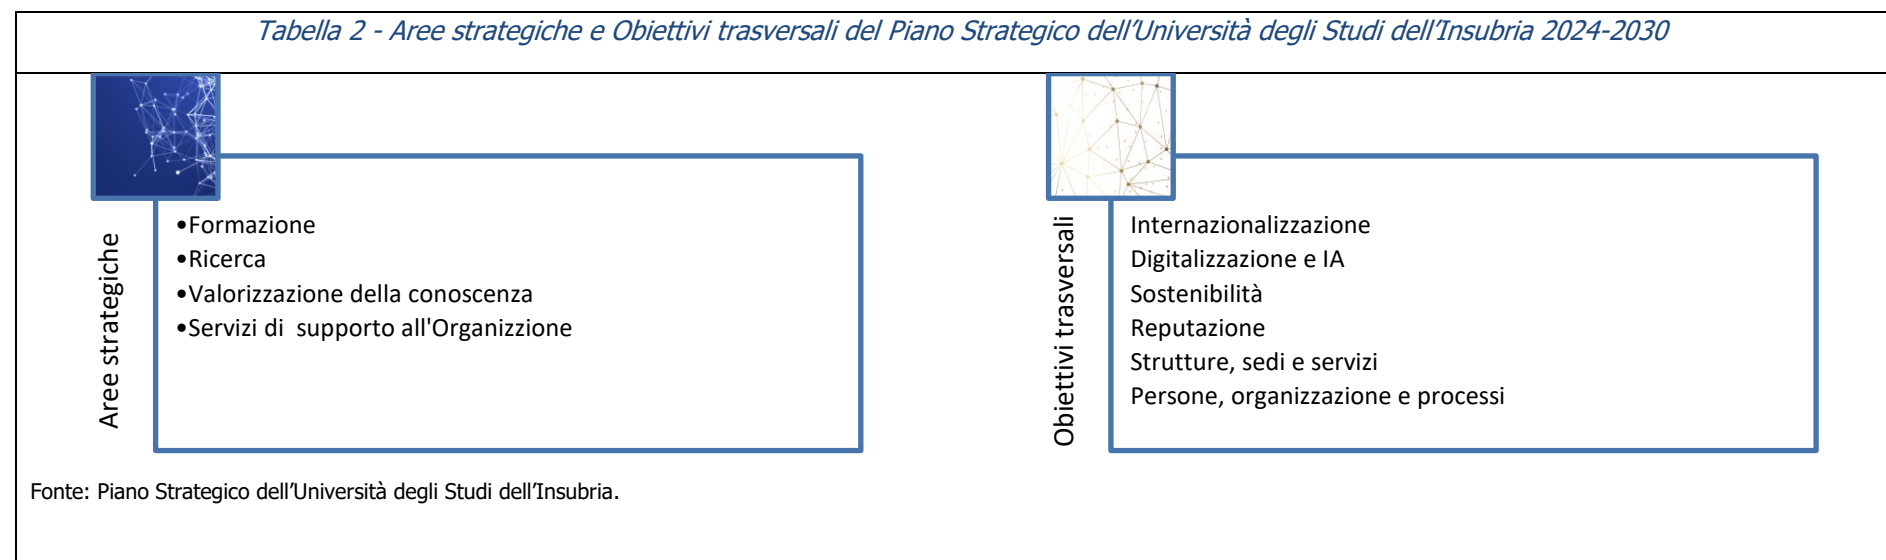 Tabella 2 - Aree strategiche e Obiettivi trasversali del Piano Strategico dell’Università degli Studi dell’Insubria 2024-2030
Aree strategiche
•Formazione
•Ricerca
•Valorizzazione della conoscenza
•Servizi di  supporto all'Organizzione
Obiettivi trasversali
Internazionalizzazione
Digitalizzazione e IA
Sostenibilità
Reputazione
Strutture, sedi e servizi
Persone, organizzazione e processi
Fonte: Piano Strategico dell’Università degli Studi dell’Insubria.